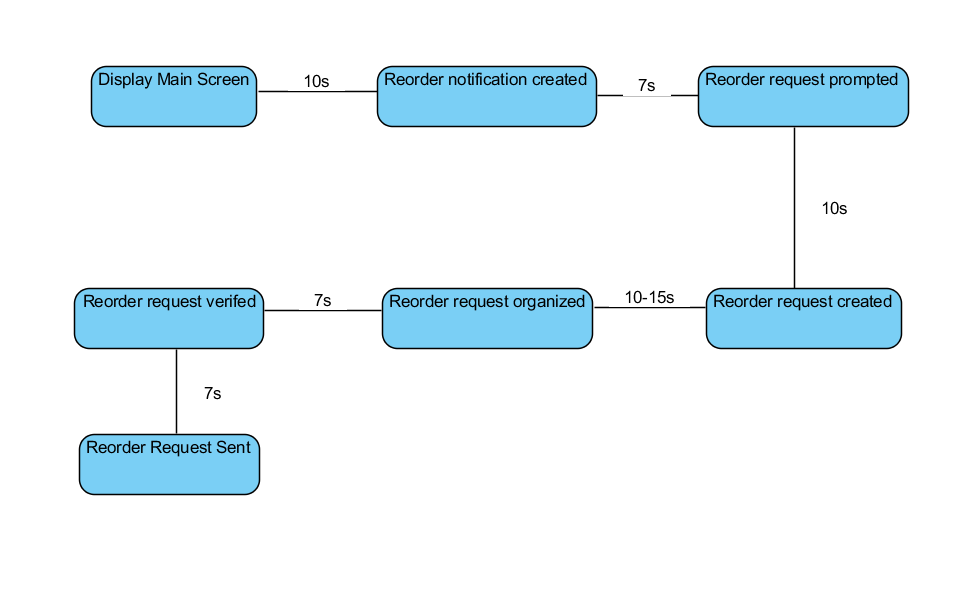 Display Main Screen
10s
Reorder notification created
7s
Reorder request prompted
10s
Reorder request verifed
7s
Reorder request organized
10-15s
Reorder request created
7s
Reorder Request Sent